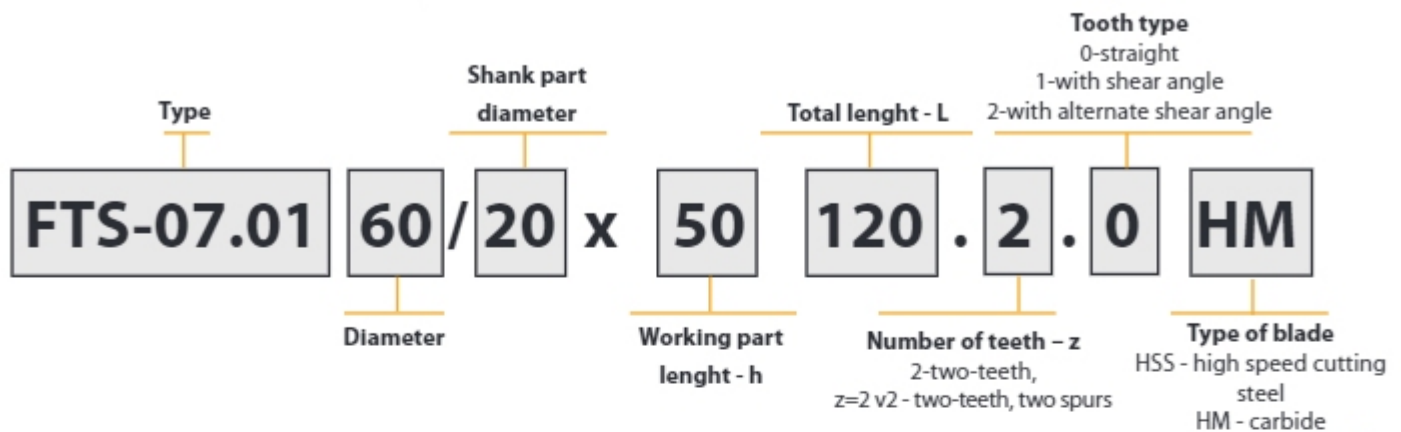 Tooth type
0-straight
1-with shear angle
2-with alternate shear angle
Shank part
diameter
Type
Total lenght - L
FTS-07.01 60/20 x 50 120.2.0 HM
Diameter
Working part
lenght - h
Number of teeth – z
2-two-teeth,
z=2 v2 - two-teeth, two spurs
Type of blade
HSS - high speed cutting
steel
HM - carbide